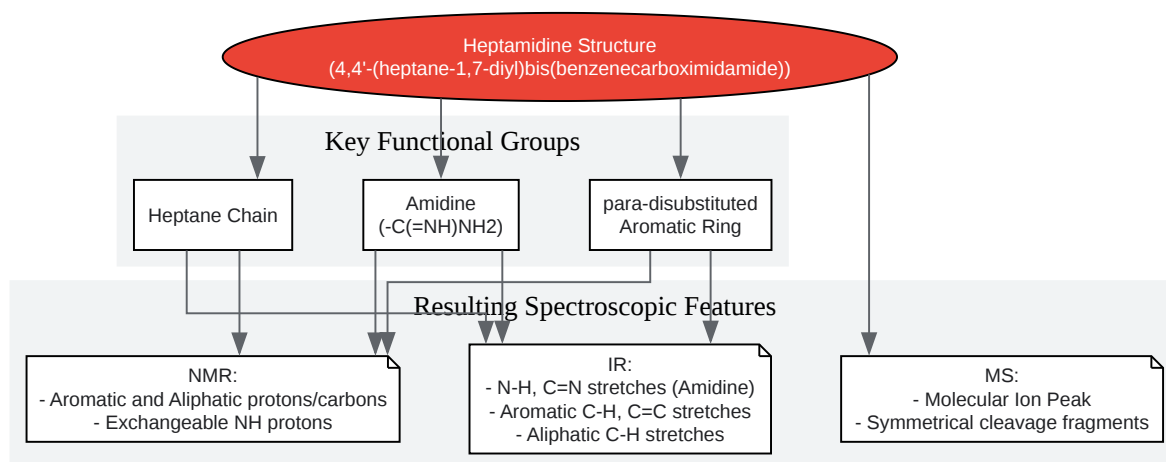 Heptamidine Structure
(4,4'-(heptane-1,7-diyl)bis(benzenecarboximidamide))
Key Functional Groups
Heptane Chain
Amidine
(-C(=NH)NH2)
para-disubstituted
Aromatic Ring
Resulting Spectroscopic Features
NMR:
- Aromatic and Aliphatic protons/carbons
- Exchangeable NH protons
IR:
- N-H, C=N stretches (Amidine)
- Aromatic C-H, C=C stretches
- Aliphatic C-H stretches
MS:
- Molecular Ion Peak
- Symmetrical cleavage fragments